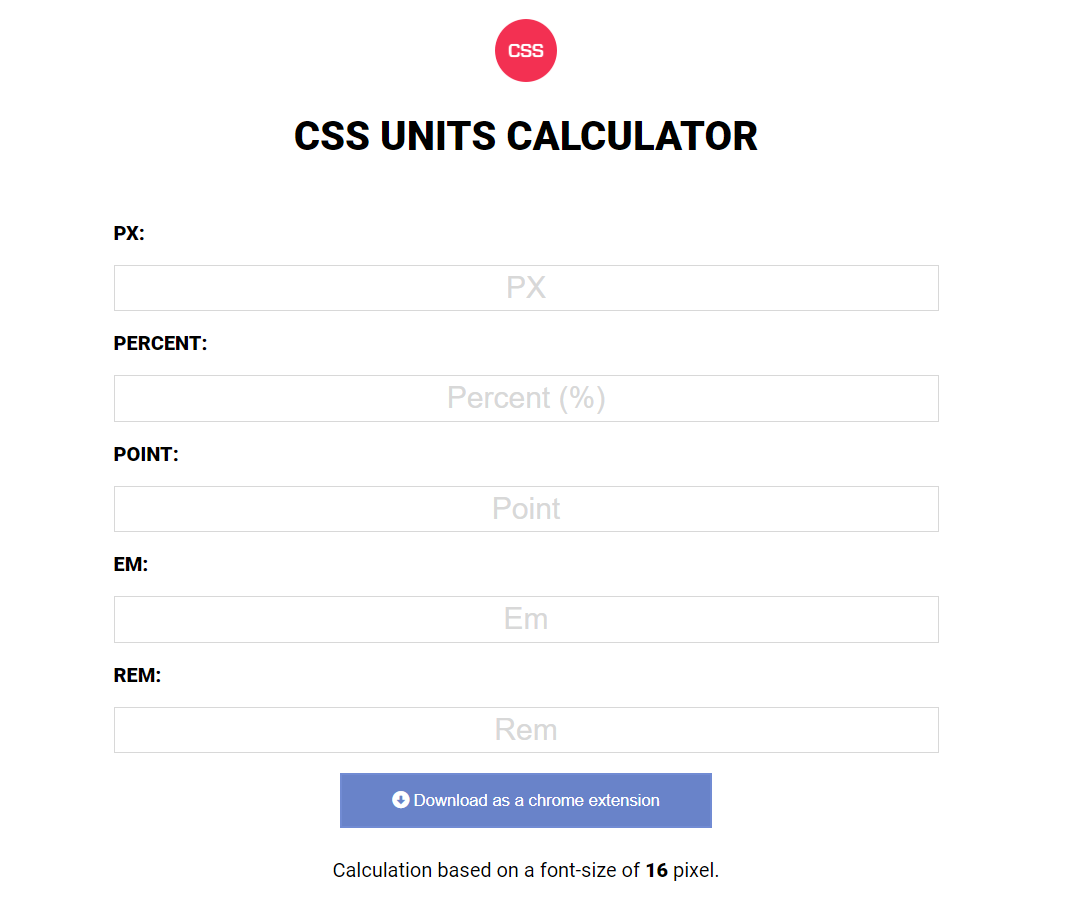 CSS
CSS UNITS CALCULATOR
PX:
PX
PERCENT:
Percent (%)
POINT:
Point
EM:
Em
REM:
Rem
Download as a chrome extension
Calculation based on a font-size of 16 pixel.